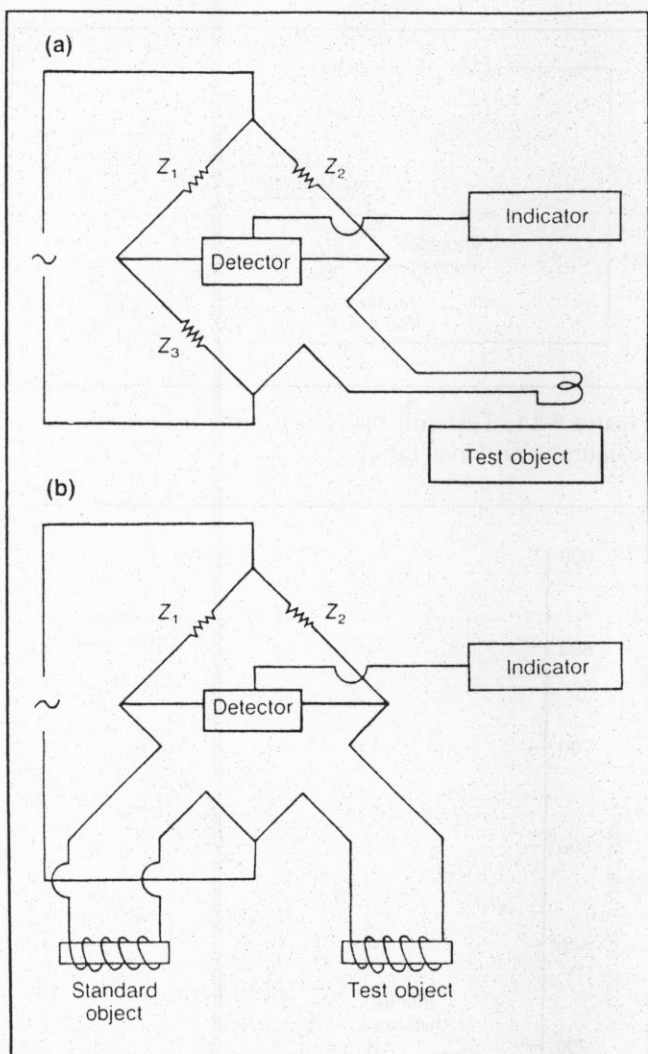 (a)
Z1
Z2
Indicator
Detector
~
Z3
Test object
(b)
Z1
Z2
Indicator
Detector
~
Standard
object
Test object